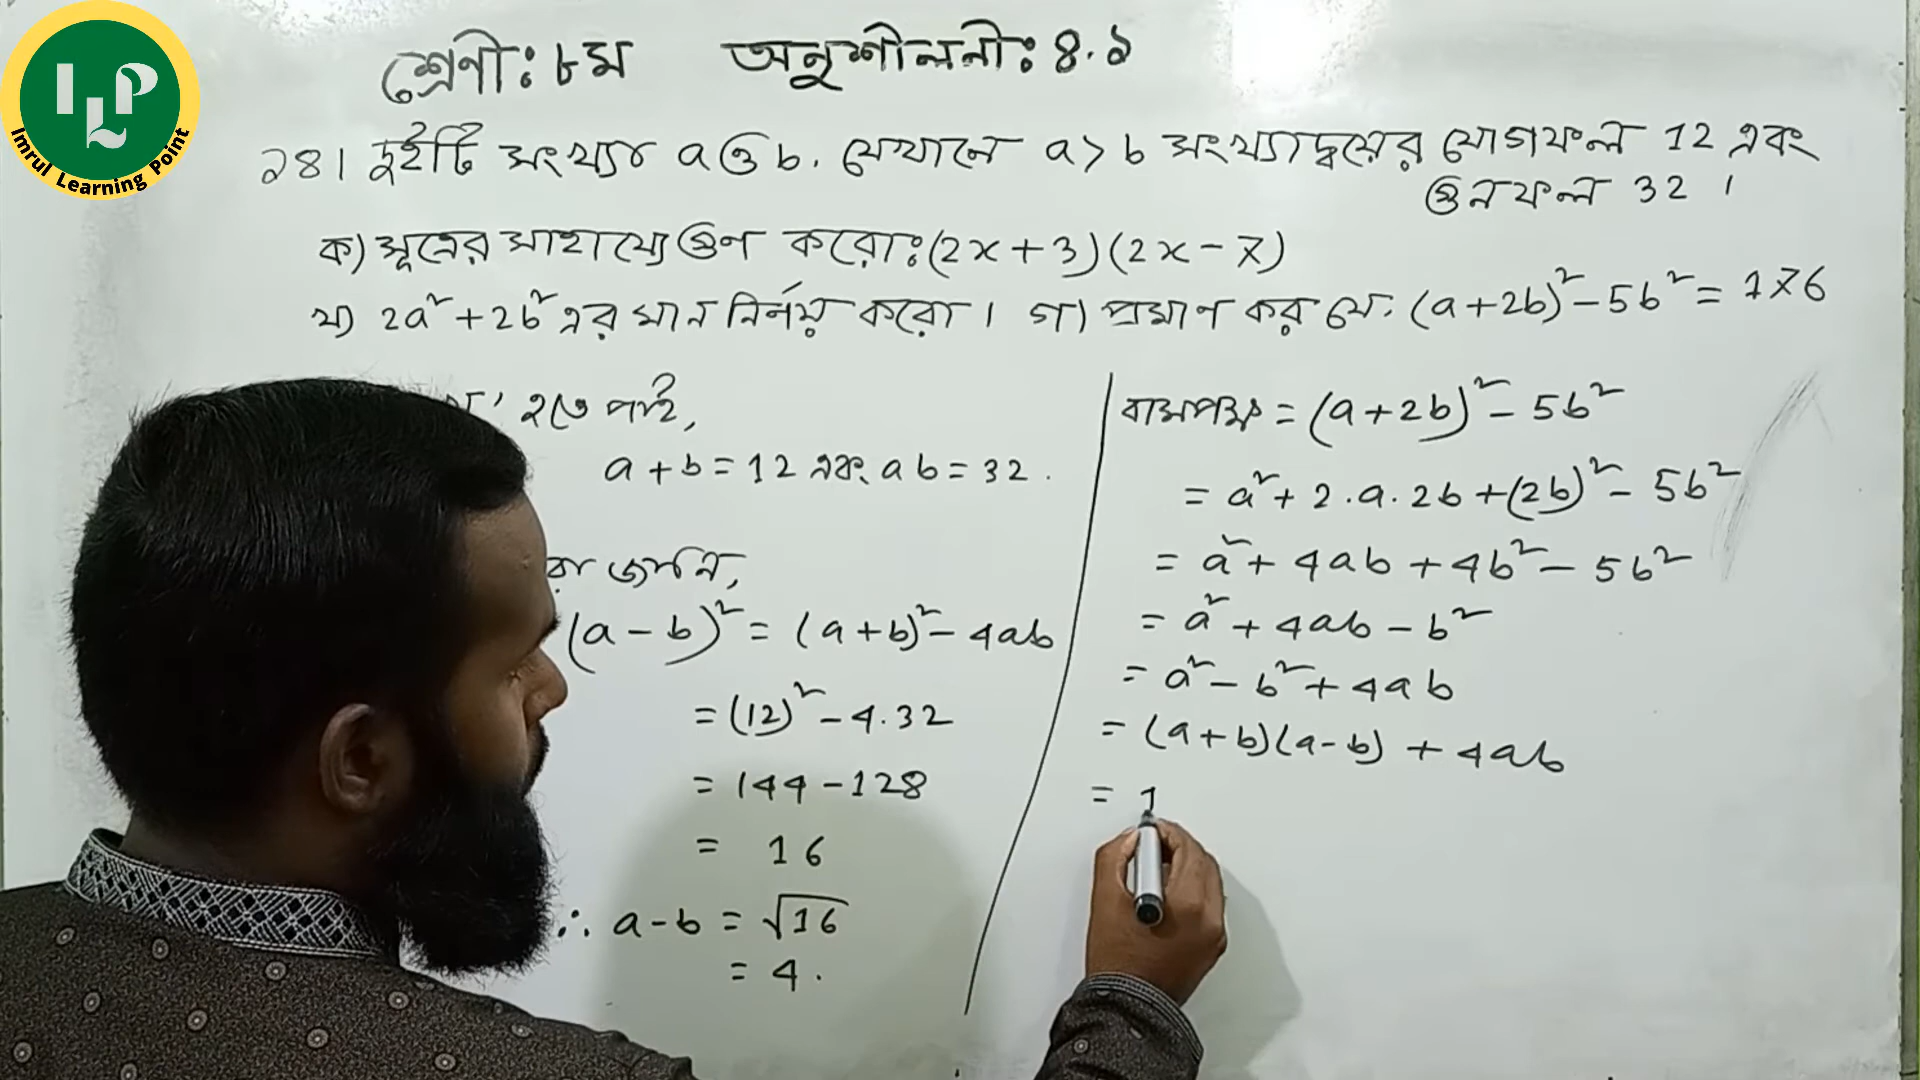 ILP
Imrul Learning Point
শ্রেণীঃ ৮ম অনুশীলনীঃ ৪.১
১৪। দুইটি সংখ্যা a ও b. যেখানে a > b সংখ্যাদ্বয়ের যোগফল 12 এবং
গুনফল 32 ।
ক) সূত্রের সাহায্যে গুণ করোঃ (2x + 3) (2x - 7)
খ) 2a² + 2b² এর মান নির্ণয় করো । গ) প্রমাণ কর যে, (a + 2b)² - 5b² = 176
হতে পাই,
a + b = 12 এবং ab = 32 .
জানি,
(a - b)² = (a + b)² - 4ab
= (12)² - 4.32
= 144 - 128
= 16
∴ a - b = √16
= 4 .
বামপক্ষ = (a + 2b)² - 5b²
= a² + 2 . a . 2b + (2b)² - 5b²
= a² + 4ab + 4b² - 5b²
= a² + 4ab - b²
= a² - b² + 4ab
= (a + b)(a - b) + 4ab
= 1